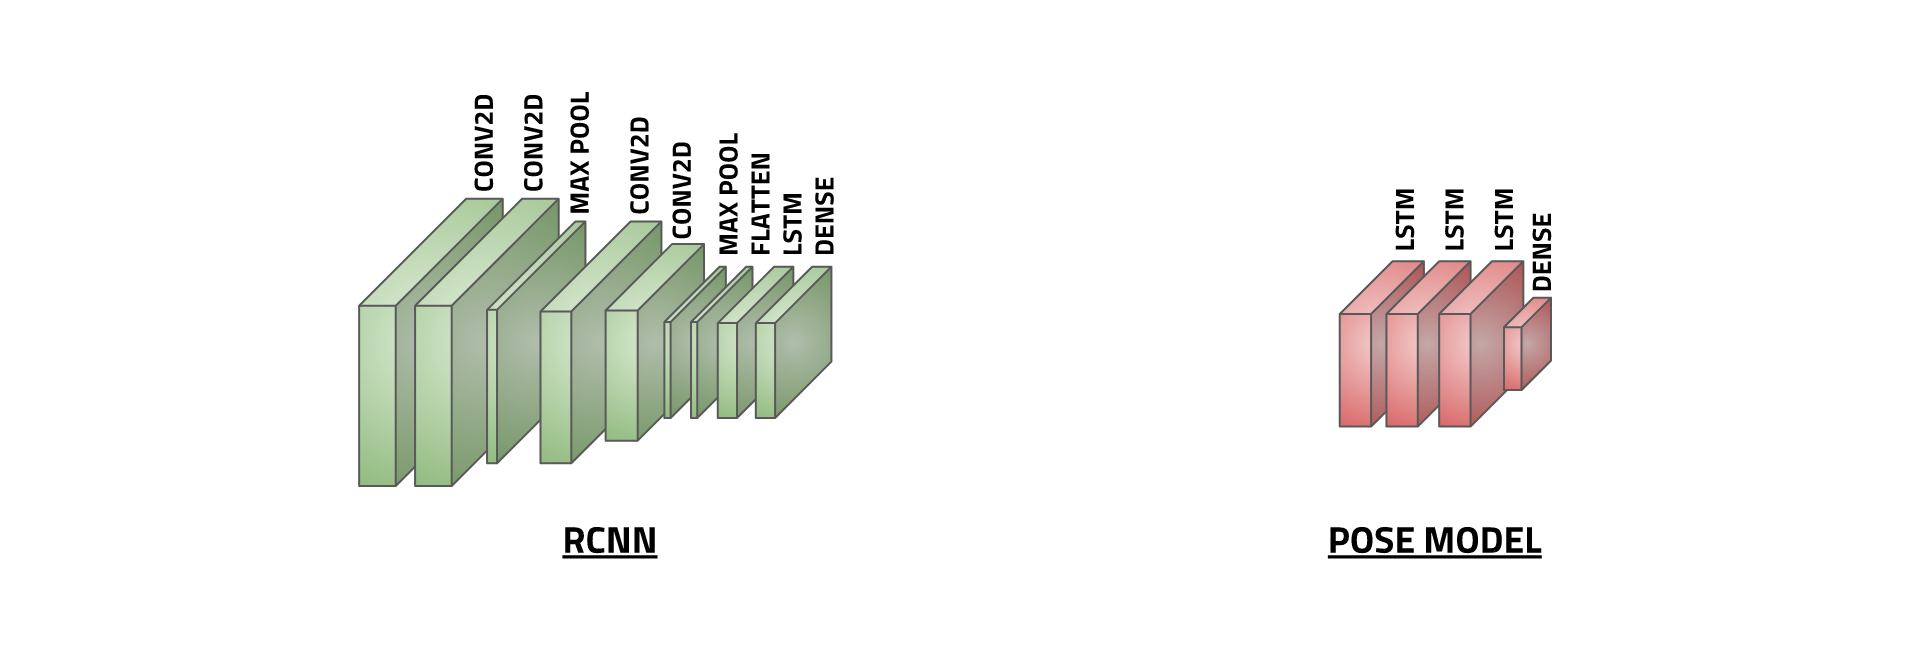 CONV2D
CONV2D
MAX POOL
CONV2D
CONV2D
MAX POOL
FLATTEN
LSTM
DENSE
RCNN
LSTM
LSTM
LSTM
DENSE
POSE MODEL